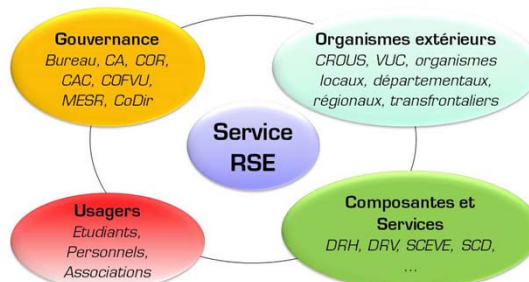 Gouvernance
Bureau, CA, COR,
CAC, COFVU,
MESR, CoDir
Organismes extérieurs
CROUS, VUC, organismes
locaux, départementaux,
régionaux, transfrontaliers
Service
RSE
Usagers
Etudiants,
Personnels,
Associations
Composantes et
Services
DRH, DRV, SCEVE, SCD,
...